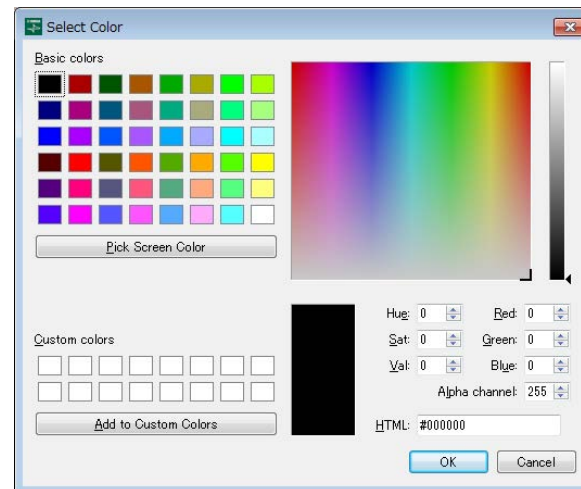 Select Color
Basic colors
Pick Screen Color
Custom colors
Add to Custom Colors
Hue: 0
Red: 0
Sat: 0
Green: 0
Val: 0
Blue: 0
Alpha channel: 255
HTML: #000000
OK
Cancel